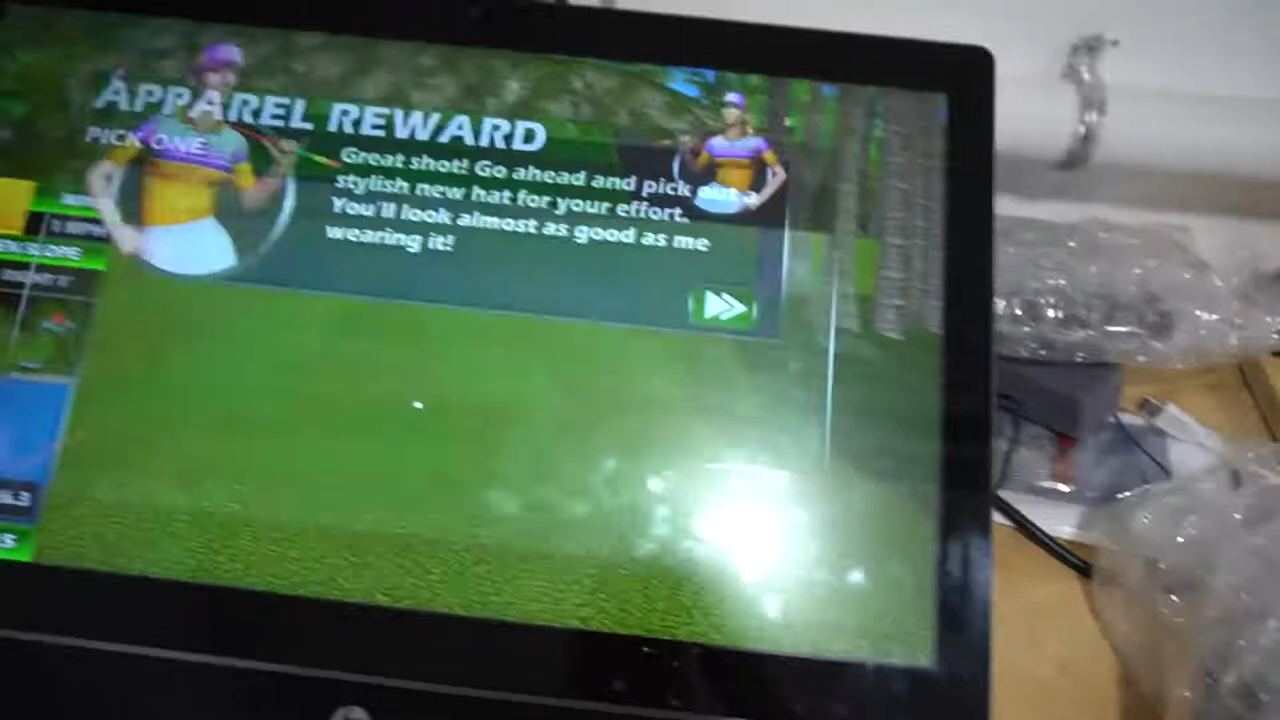 APPAREL REWARD
PICK ONE:
Great shot! Go ahead and pick out a
stylish new hat for your effort.
You'll look almost as good as me
wearing it!